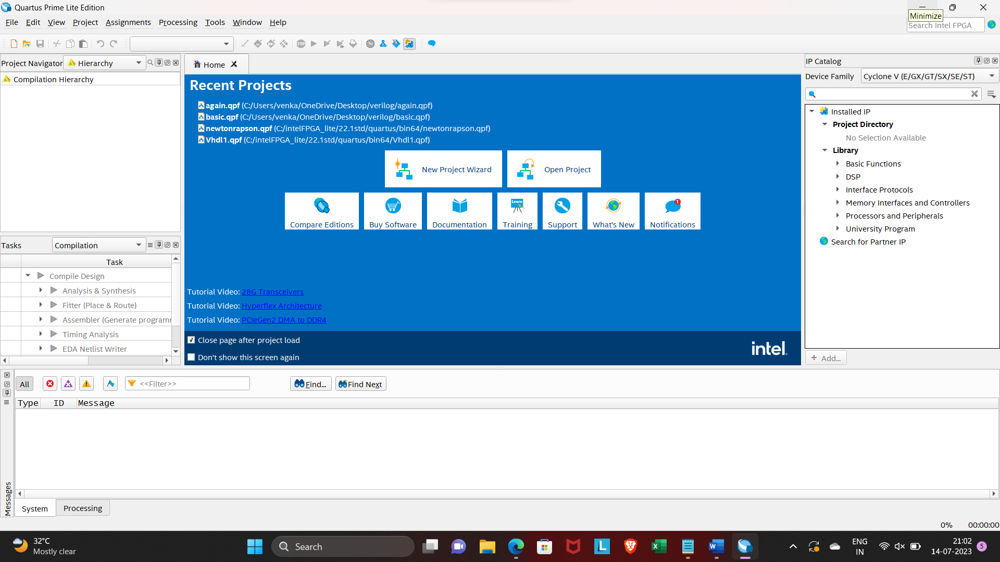 Quartus Prime Lite Edition
Minimize
File Edit View Project Assignments Processing Tools Window Help
Search Intel FPGA
STOP
Project Navigator Hierarchy
Compilation Hierarchy
Home
Recent Projects
again.qpf (C:/Users/venka/OneDrive/Desktop/verilog/again.qpf)
basic.qpf (C:/Users/venka/OneDrive/Desktop/verilog/basic.qpf)
newtonrapson.qpf (C:/intelFPGA_lite/22.1std/quartus/bin64/newtonrapson.qpf)
Vhdl1.qpf (C:/intelFPGA_lite/22.1std/quartus/bin64/Vhdl1.qpf)
New Project Wizard Open Project
Learn 1
Compare Editions Buy Software Documentation Training Support What's New Notifications
Tutorial Video: 28G Transceivers
Tutorial Video: Hyperflex Architecture
Tutorial Video: PCIeGen2 DMA to DDR4
Close page after project load
Don't show this screen again
intel.
IP Catalog
Device Family Cyclone V (E/GX/GT/SX/SE/ST)
Installed IP
Project Directory
No Selection Available
Library
Basic Functions
DSP
Interface Protocols
Memory Interfaces and Controllers
Processors and Peripherals
University Program
Search for Partner IP
+ Add...
Tasks Compilation
Task
Compile Design
Analysis & Synthesis
Fitter (Place & Route)
Assembler (Generate programm
Timing Analysis
EDA Netlist Writer
All <<Filter>> Find... Find Next
Type ID Message
Messages
System Processing
0% 00:00:00
32°C
Mostly clear
Search
L
X
W
ENG
IN
21:02
14-07-2023
5